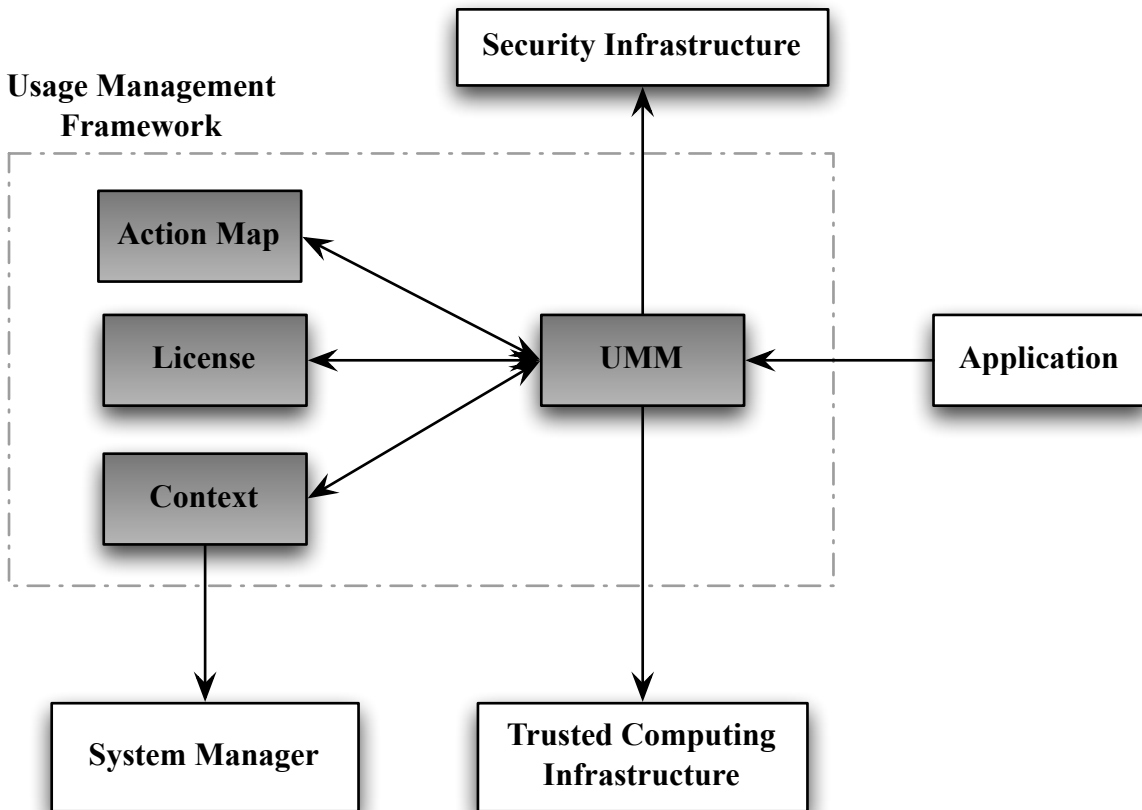 Security Infrastructure
Usage Management
Framework
Action Map
License
UMM
Application
Context
System Manager
Trusted Computing
Infrastructure